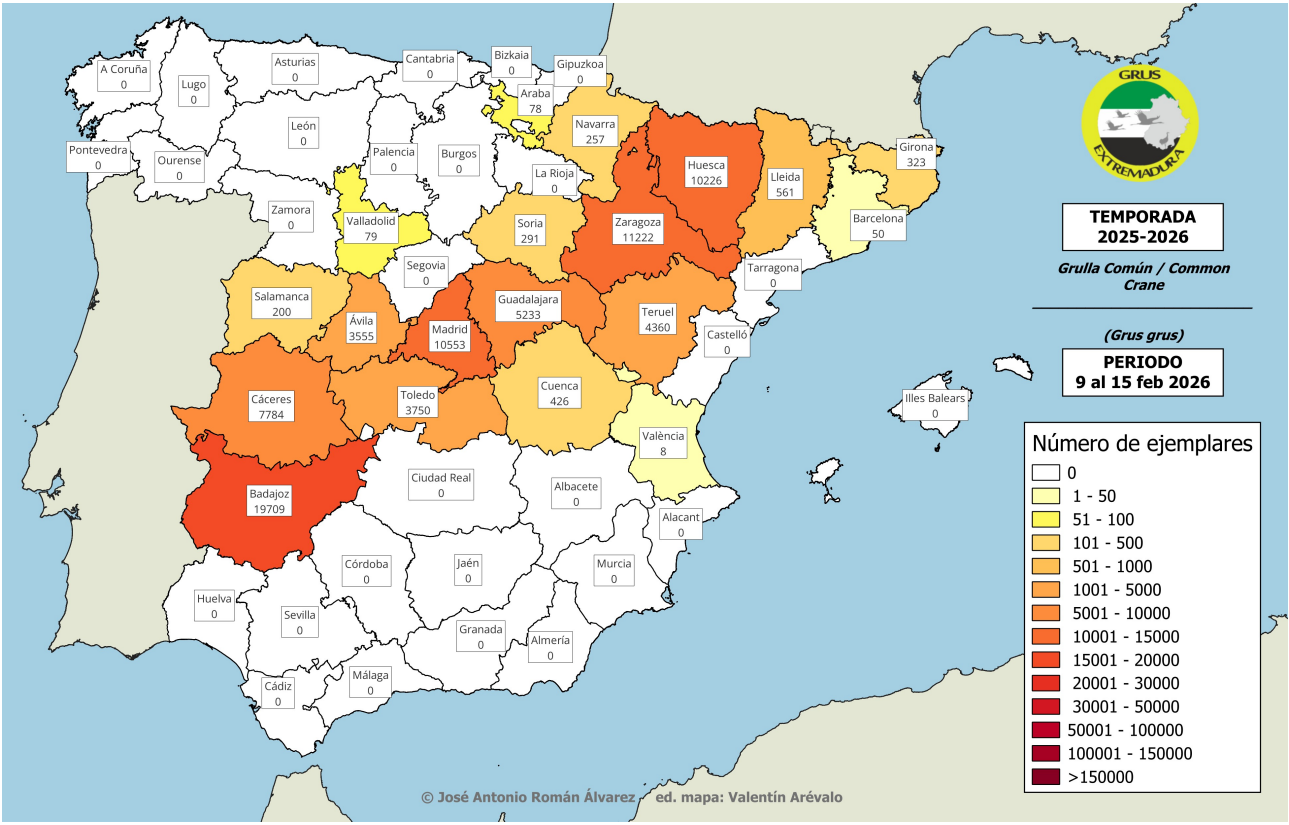 A Coruña
0
Lugo
0
Asturias
0
Cantabria
0
Bizkaia
0
Gipuzkoa
0
Araba
78
Navarra
257
Pontevedra
0
Ourense
0
León
0
Palencia
0
Burgos
0
La Rioja
0
Huesca
10226
Lleida
561
Girona
323
Barcelona
50
Zamora
0
Valladolid
79
Soria
291
Zaragoza
11222
Segovia
0
Tarragona
0
Salamanca
200
Ávila
3555
Madrid
10553
Guadalajara
5233
Teruel
4360
Castelló
0
Cáceres
7784
Toledo
3750
Cuenca
426
València
8
Illes Balears
0
Badajoz
19709
Ciudad Real
0
Albacete
0
Alacant
0
Córdoba
0
Jaén
0
Murcia
0
Huelva
0
Sevilla
0
Granada
0
Almería
0
Cádiz
0
Málaga
0
© José Antonio Román Álvarez ed. mapa: Valentín Arévalo
GRUS
EXTREMADURA
TEMPORADA
2025-2026
Grulla Común / Common
Crane
(Grus grus)
PERIODO
9 al 15 feb 2026
Número de ejemplares
0
1 - 50
51 - 100
101 - 500
501 - 1000
1001 - 5000
5001 - 10000
10001 - 15000
15001 - 20000
20001 - 30000
30001 - 50000
50001 - 100000
100001 - 150000
>150000